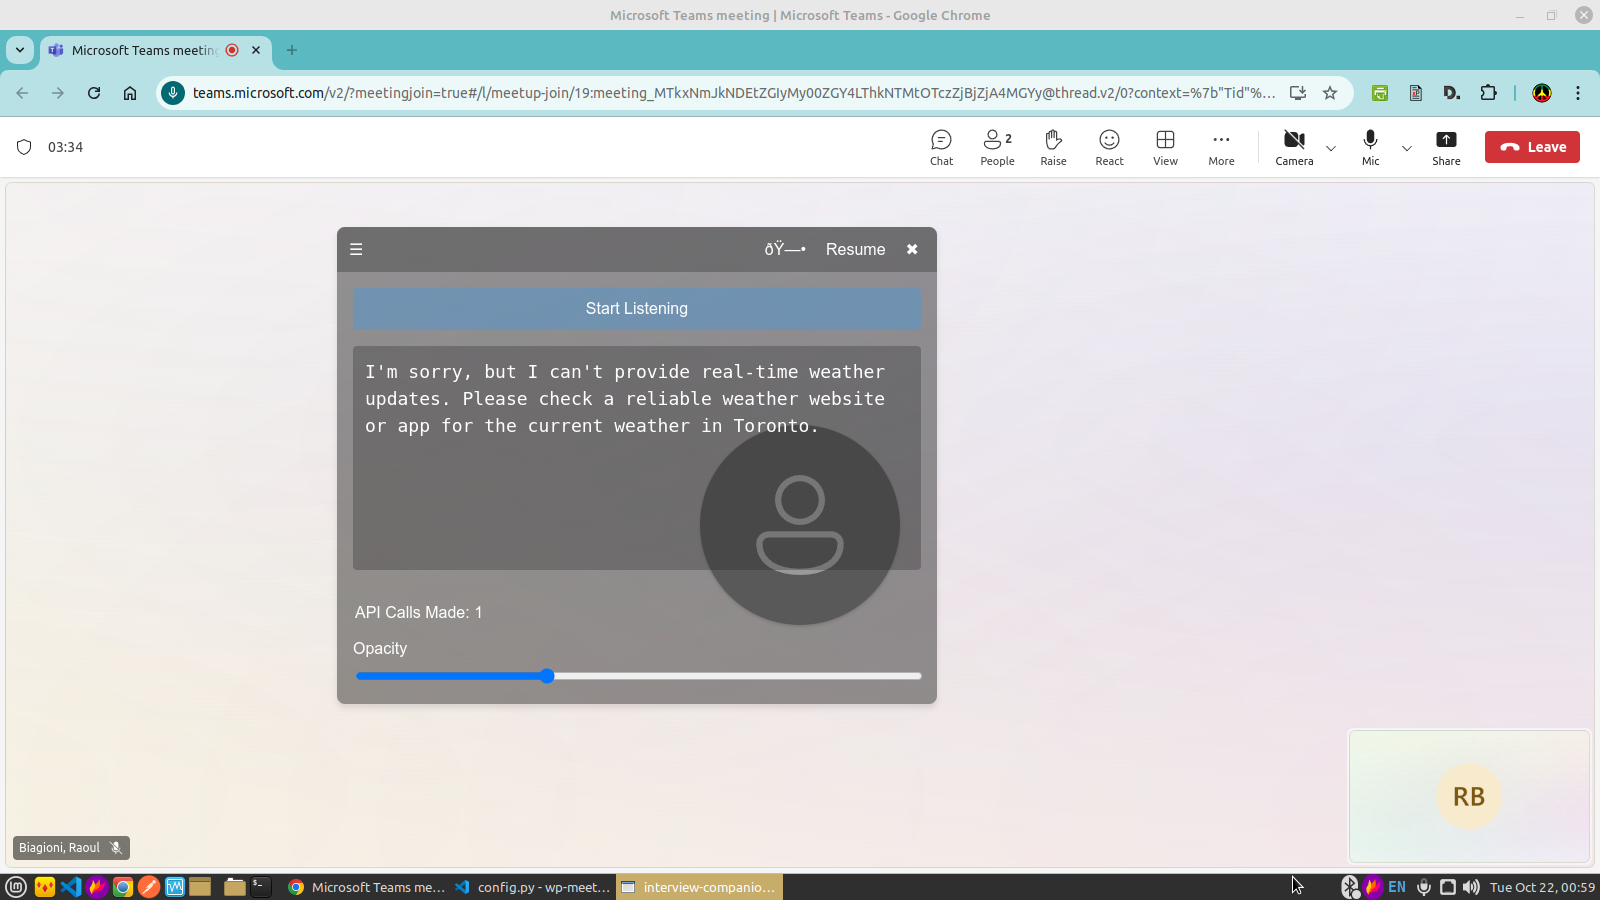 Microsoft Teams meeting | Microsoft Teams - Google Chrome
Microsoft Teams meeting
teams.microsoft.com/v2/?meetingjoin=true#/l/meetup-join/19:meeting_MTkxNmJkNDEtZGIyMy00ZGY4LThkNTMtOTczZjBjZjA4MGYy@thread.v2/0?context=%7b"Tid"%...
D.
03:34
Chat
People
2
Raise
React
View
More
Camera
Mic
Share
Leave
ðŸ—•
Resume
Start Listening
I'm sorry, but I can't provide real-time weather
updates. Please check a reliable weather website
or app for the current weather in Toronto.
API Calls Made: 1
Opacity
RB
Biagioni, Raoul
Microsoft Teams me...
config.py - wp-meet...
interview-companio...
EN
Tue Oct 22, 00:59